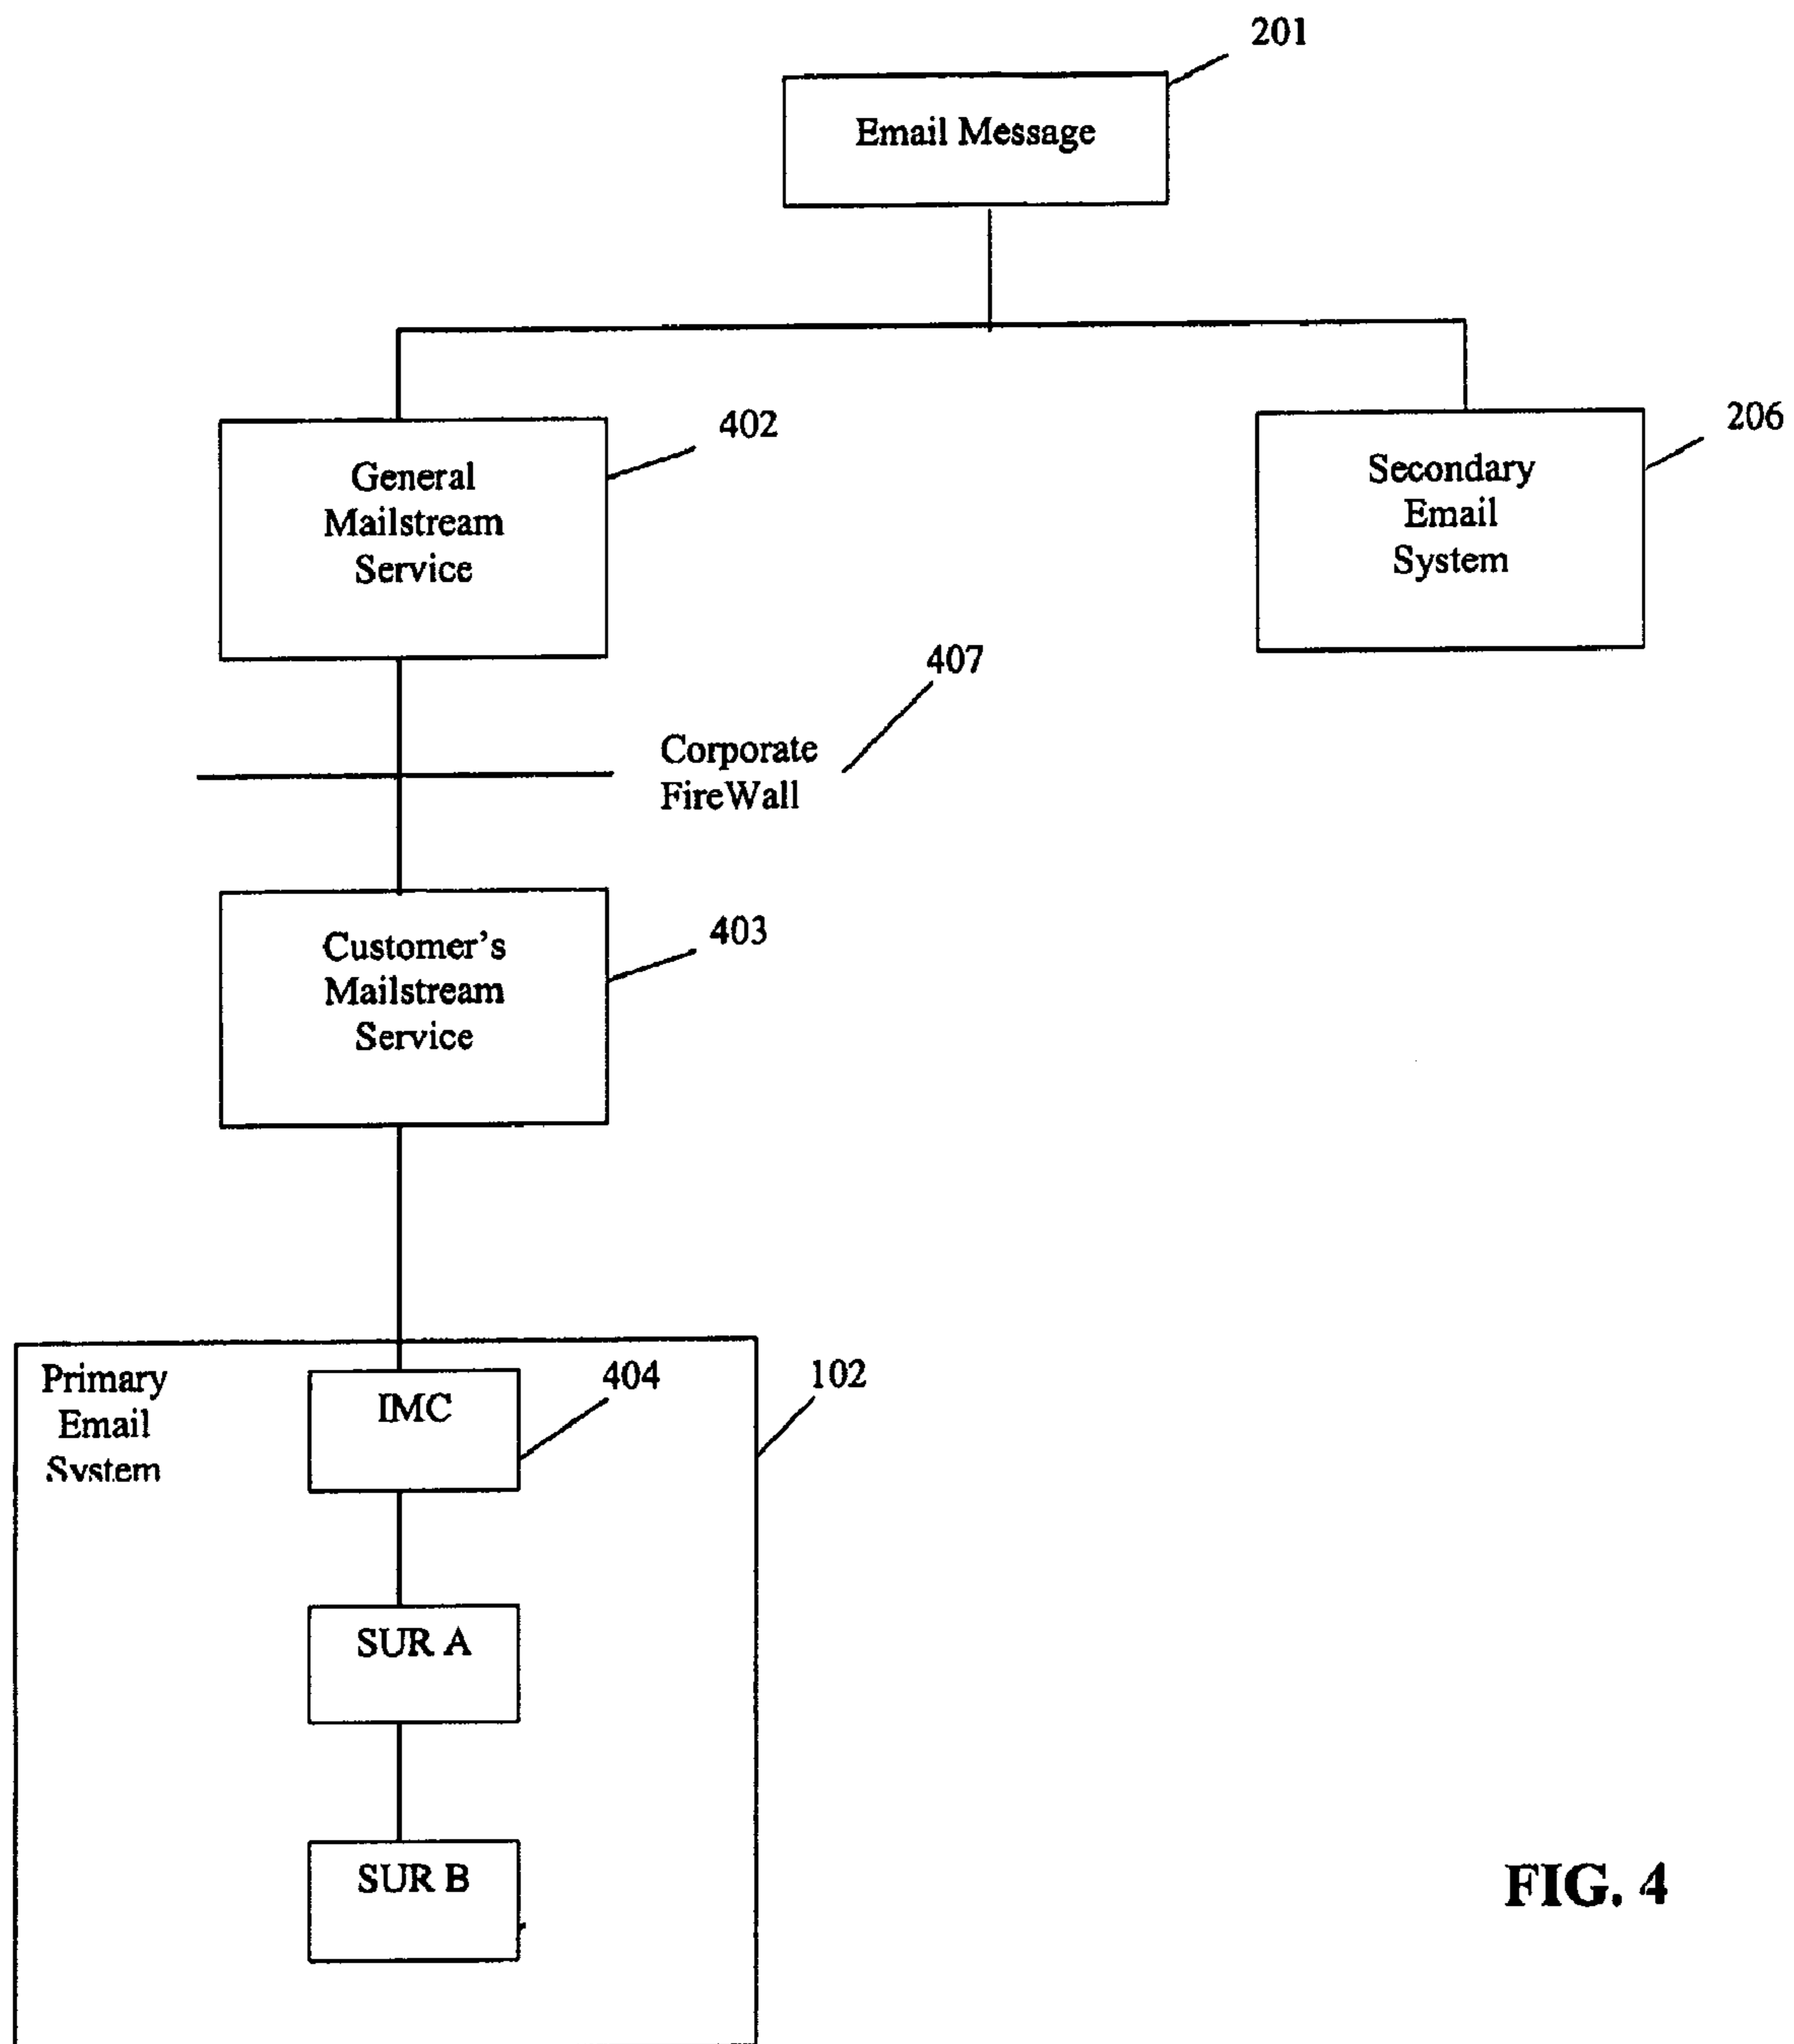 201
Email Message
402
General
Mailstream
Service
206
Secondary
Email
System
407
Corporate
FireWall
403
Customer's
Mailstream
Service
Primary
Email
System
IMC
404
102
SUR A
SUR B
FIG. 4